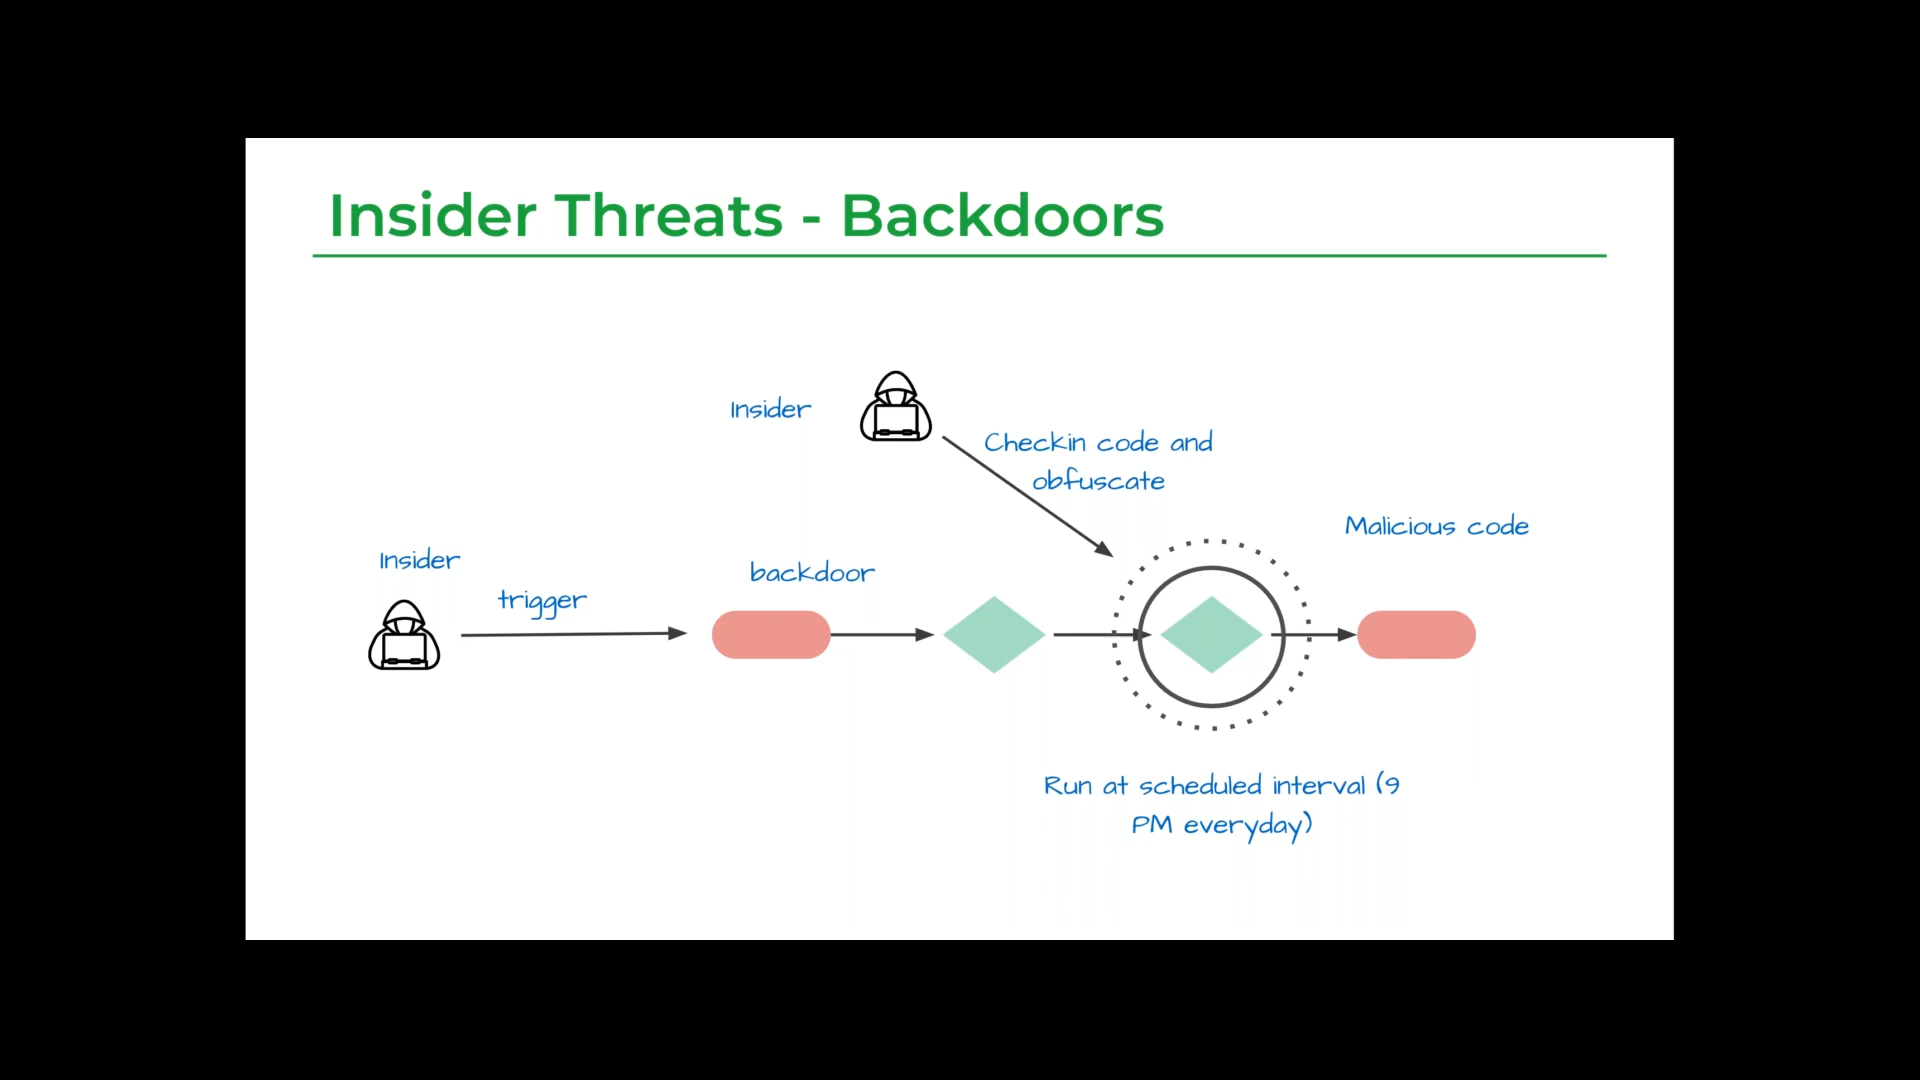 Insider Threats - Backdoors
Insider
Checkin code and
obfuscate
Malicious code
Insider
trigger
backdoor
Run at scheduled interval (9
PM everyday)